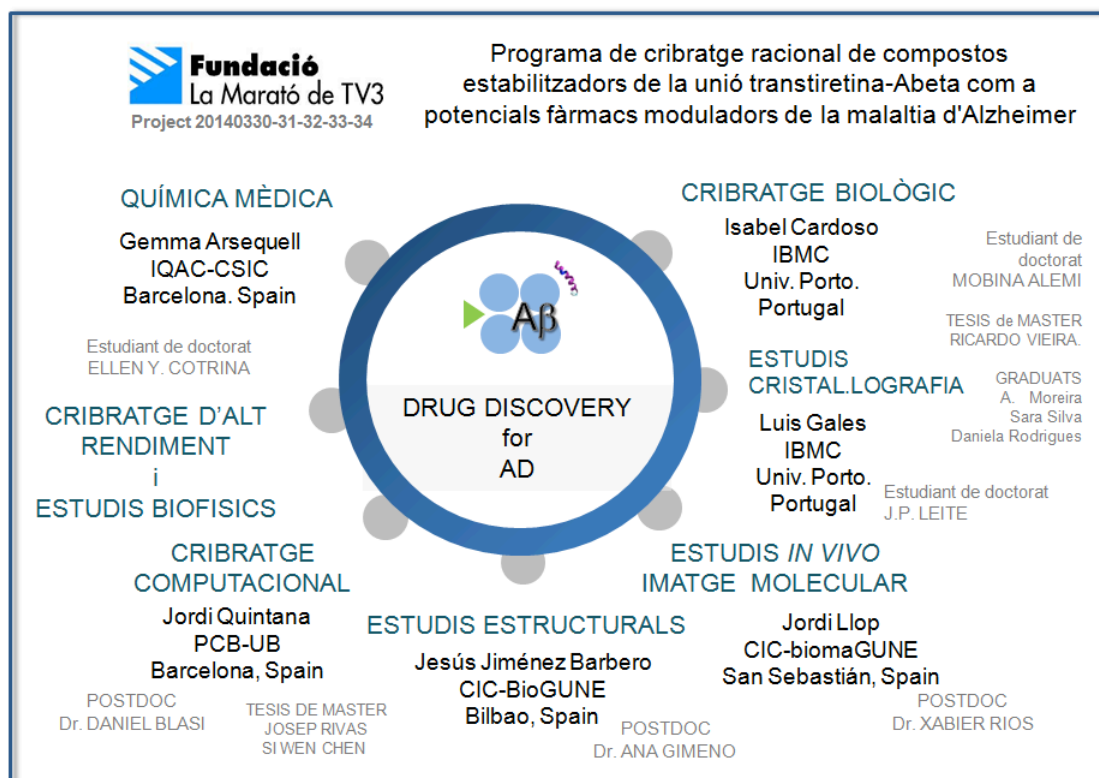 Fundació
La Marató de TV3
Project 20140330-31-32-33-34
Programa de cribratge racional de compostos
estabilitzadors de la unió transtiretina-Abeta com a
potencials fàrmacs moduladors de la malaltia d'Alzheimer
QUÍMICA MÈDICA
Gemma Arsequell
IQAC-CSIC
Barcelona. Spain
Estudiant de doctorat
ELLEN Y. COTRINA
CRIBRATGE D'ALT
RENDIMENT
i
ESTUDIS BIOFISICS
CRIBRATGE
COMPUTACIONAL
Jordi Quintana
PCB-UB
Barcelona, Spain
POSTDOC
Dr. DANIEL BLASI
TESIS DE MASTER
JOSEP RIVAS
SI WEN CHEN
Aβ
DRUG DISCOVERY
for
AD
ESTUDIS ESTRUCTURALS
Jesús Jiménez Barbero
CIC-BioGUNE
Bilbao, Spain
POSTDOC
Dr. ANA GIMENO
CRIBRATGE BIOLÒGIC
Isabel Cardoso
IBMC
Univ. Porto.
Portugal
Estudiant de
doctorat
MOBINA ALEMI
TESIS de MASTER
RICARDO VIEIRA.
GRADUATS
A. Moreira
Sara Silva
Daniela Rodrigues
ESTUDIS
CRISTAL.LOGRAFIA
Luis Gales
IBMC
Univ. Porto.
Portugal
Estudiant de doctorat
J.P. LEITE
ESTUDIS IN VIVO
IMATGE MOLECULAR
Jordi Llop
CIC-biomaGUNE
San Sebastián, Spain
POSTDOC
Dr. XABIER RIOS